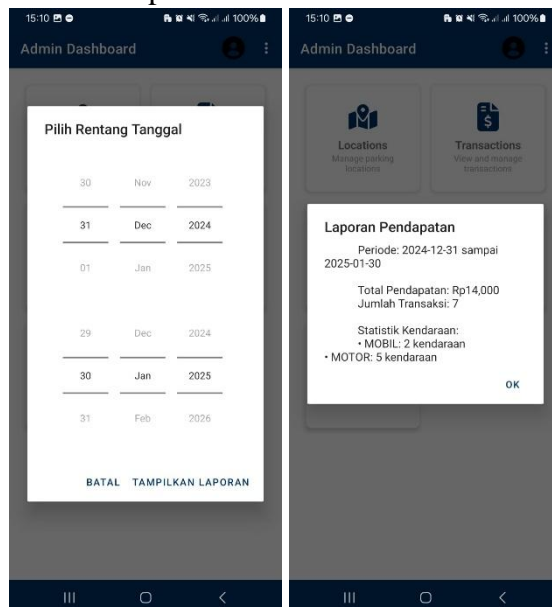 15:10
100%
Admin Dashboard
Pilih Rentang Tanggal
30 Nov 2023
31 Dec 2024
01 Jan 2025
29 Dec 2024
30 Jan 2025
31 Feb 2026
BATAL TAMPILKAN LAPORAN
15:10
100%
Admin Dashboard
Locations
Manage parking
locations
Transactions
View and manage
transactions
Laporan Pendapatan
Periode: 2024-12-31 sampai
2025-01-30
Total Pendapatan: Rp14,000
Jumlah Transaksi: 7
Statistik Kendaraan:
• MOBIL: 2 kendaraan
• MOTOR: 5 kendaraan
OK